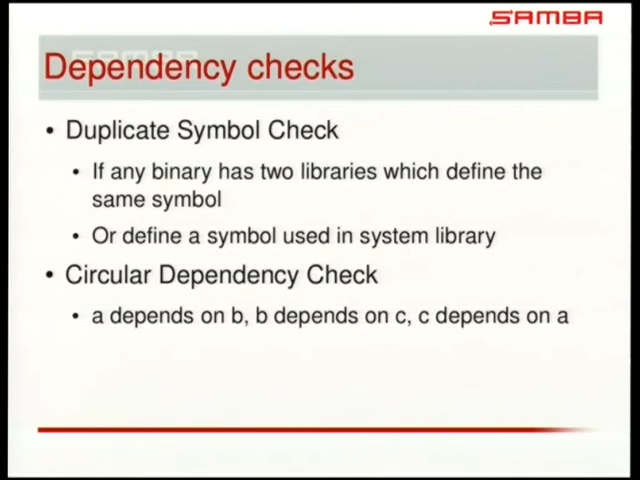 SAMBA
Dependency checks
• Duplicate Symbol Check
• If any binary has two libraries which define the
same symbol
• Or define a symbol used in system library
• Circular Dependency Check
• a depends on b, b depends on c, c depends on a